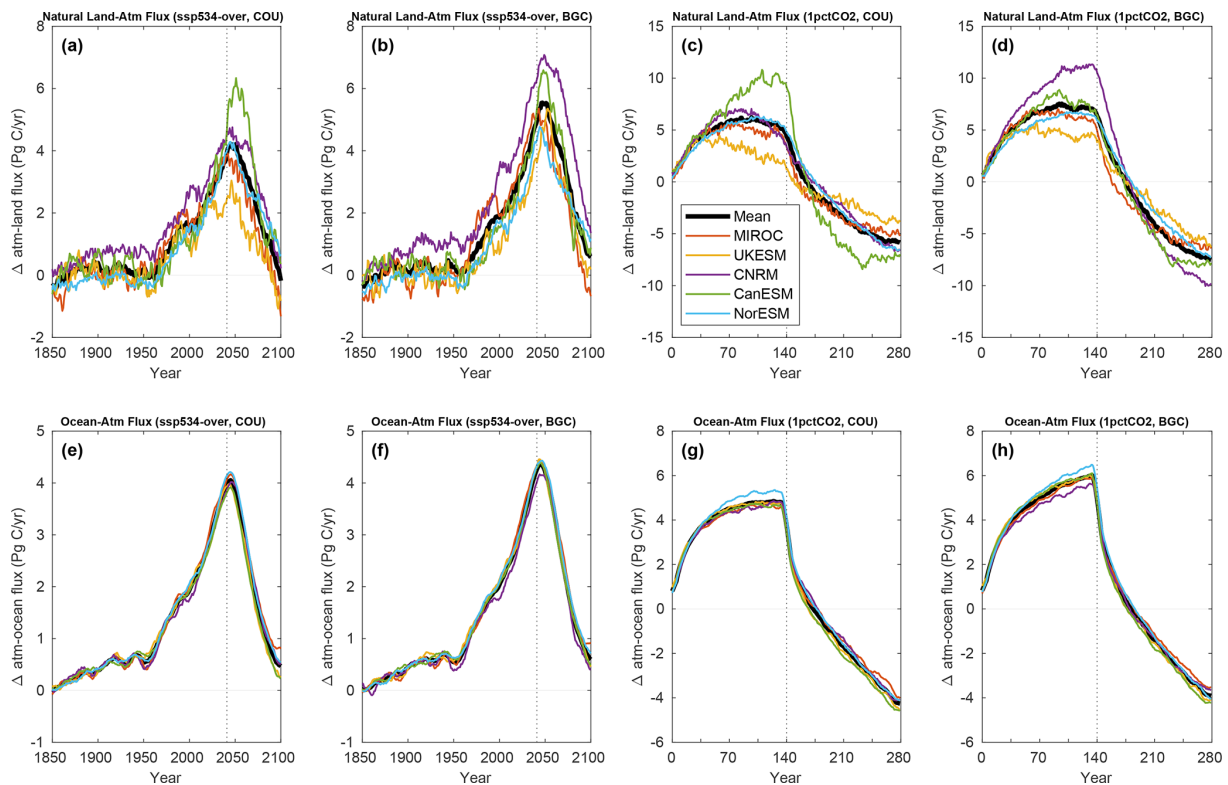 Natural Land-Atm Flux (ssp534-over, COU)
(a)
Δ atm-land flux (Pg C/yr)
8
6
4
2
0
-2
1850 1900 1950 2000 2050 2100
Year
Natural Land-Atm Flux (ssp534-over, BGC)
(b)
Δ atm-land flux (Pg C/yr)
8
6
4
2
0
-2
1850 1900 1950 2000 2050 2100
Year
Natural Land-Atm Flux (1pctCO2, COU)
(c)
Δ atm-land flux (Pg C/yr)
15
10
5
0
-5
-10
-15
Mean
MIROC
UKESM
CNRM
CanESM
NorESM
0 70 140 210 280
Year
Natural Land-Atm Flux (1pctCO2, BGC)
(d)
Δ atm-land flux (Pg C/yr)
15
10
5
0
-5
-10
-15
0 70 140 210 280
Year
Ocean-Atm Flux (ssp534-over, COU)
(e)
Δ atm-ocean flux (Pg C/yr)
5
4
3
2
1
0
-1
1850 1900 1950 2000 2050 2100
Year
Ocean-Atm Flux (ssp534-over, BGC)
(f)
Δ atm-ocean flux (Pg C/yr)
5
4
3
2
1
0
-1
1850 1900 1950 2000 2050 2100
Year
Ocean-Atm Flux (1pctCO2, COU)
(g)
Δ atm-ocean flux (Pg C/yr)
8
6
4
2
0
-2
-4
-6
0 70 140 210 280
Year
Ocean-Atm Flux (1pctCO2, BGC)
(h)
Δ atm-ocean flux (Pg C/yr)
8
6
4
2
0
-2
-4
-6
0 70 140 210 280
Year